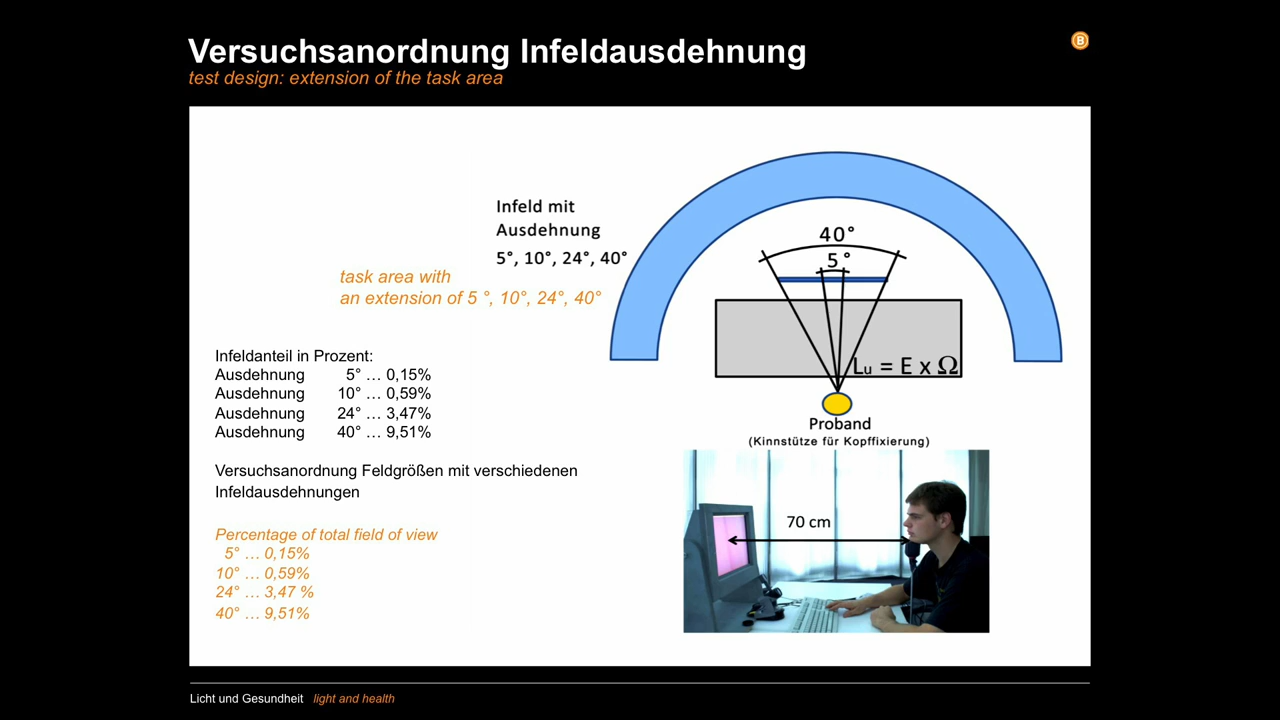 Versuchsanordnung Infeldausdehnung
B
test design: extension of the task area
Infeld mit
Ausdehnung
5°, 10°, 24°, 40°
task area with
an extension of 5 °, 10°, 24°, 40°
40°
5°
Lu = E x Ω
Proband
(Kinnstütze für Kopffixierung)
70 cm
Infeldanteil in Prozent:
Ausdehnung 5° … 0,15%
Ausdehnung 10° … 0,59%
Ausdehnung 24° … 3,47%
Ausdehnung 40° … 9,51%
Versuchsanordnung Feldgrößen mit verschiedenen
Infeldausdehnungen
Percentage of total field of view
5° … 0,15%
10° … 0,59%
24° … 3,47 %
40° … 9,51%
Licht und Gesundheit light and health